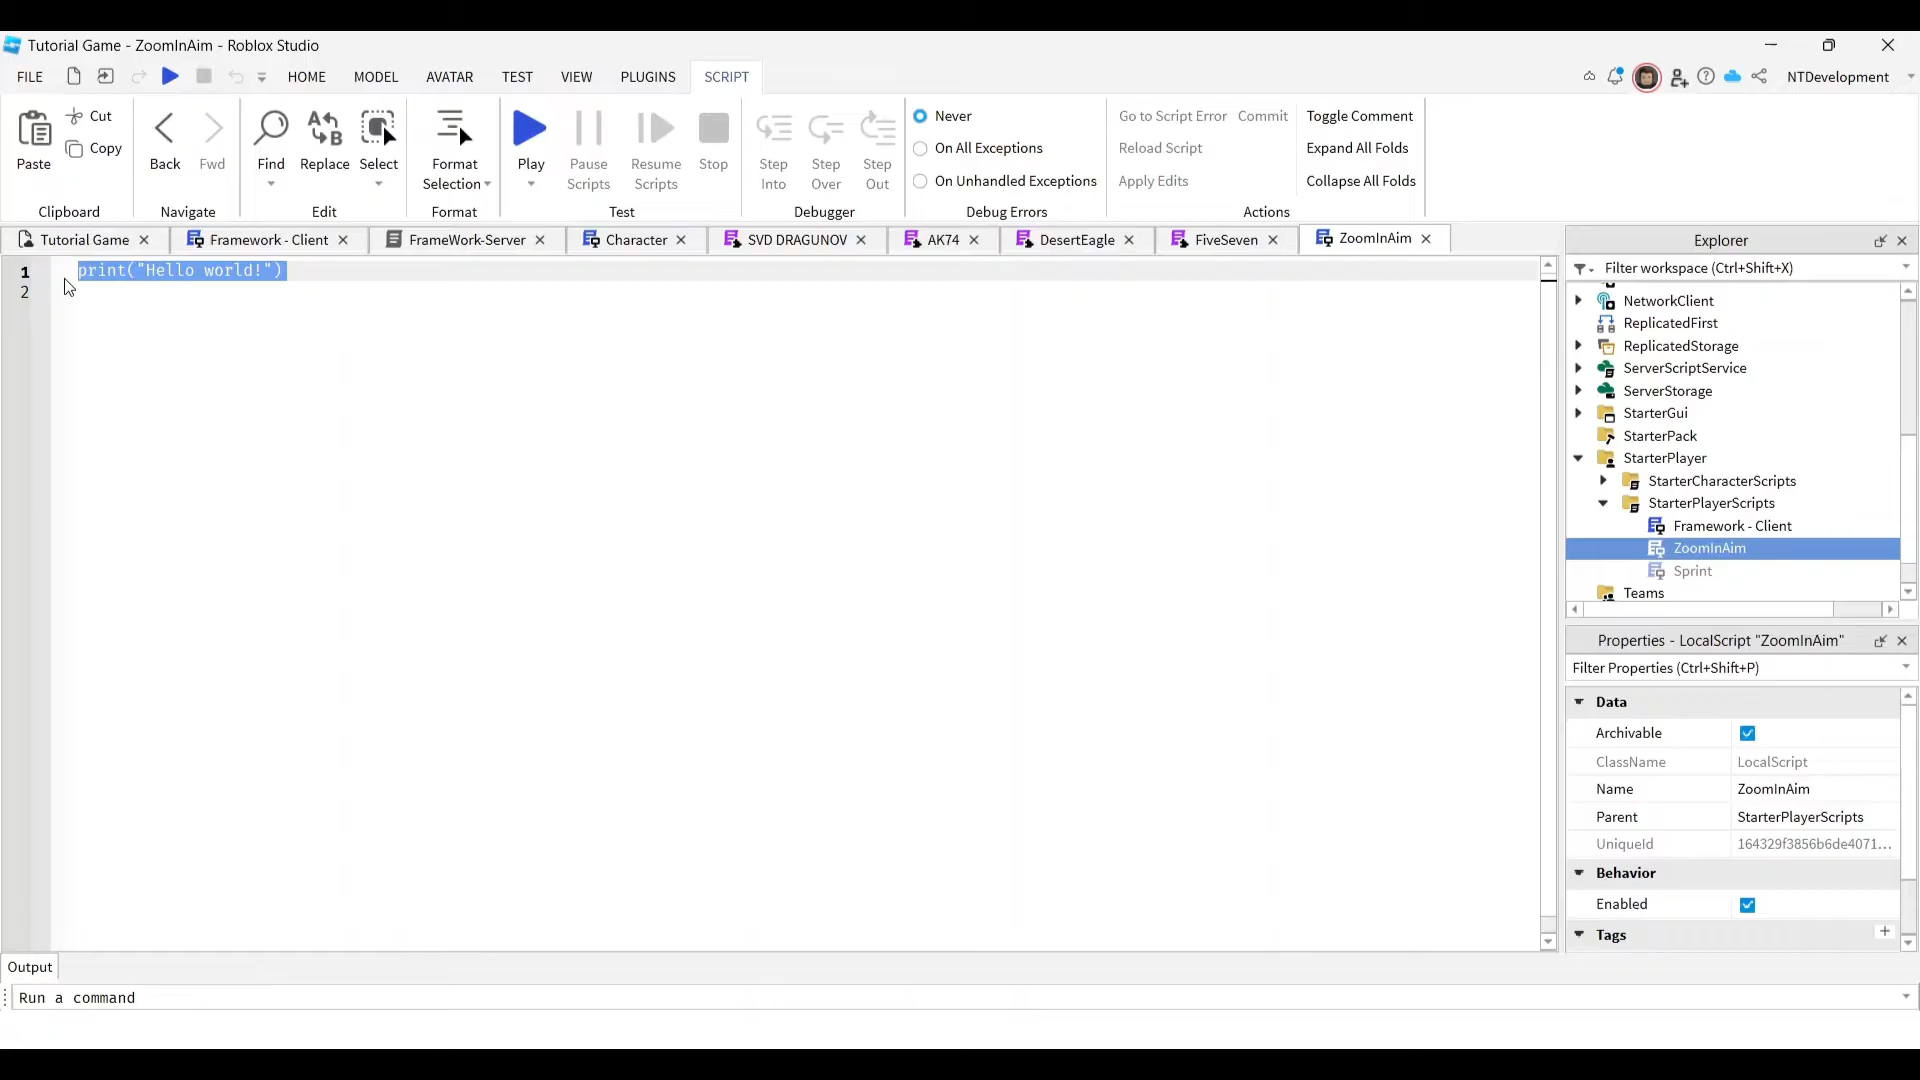 Tutorial Game - ZoomInAim - Roblox Studio
FILE HOME MODEL AVATAR TEST VIEW PLUGINS SCRIPT NTDevelopment
Paste
Cut
Copy
Clipboard
Back
Fwd
Navigate
Find
Replace
Select
Edit
Format
Selection
Format
Play
Pause
Scripts
Resume
Scripts
Stop
Test
Step
Into
Step
Over
Step
Out
Debugger
Never
On All Exceptions
On Unhandled Exceptions
Debug Errors
Go to Script Error
Commit
Reload Script
Apply Edits
Toggle Comment
Expand All Folds
Collapse All Folds
Actions
Tutorial Game Framework - Client FrameWork-Server Character SVD DRAGUNOV AK74 DesertEagle FiveSeven ZoomInAim
1 print("Hello world!")
2
Explorer
Filter workspace (Ctrl+Shift+X)
NetworkClient
ReplicatedFirst
ReplicatedStorage
ServerScriptService
ServerStorage
StarterGui
StarterPack
StarterPlayer
StarterCharacterScripts
StarterPlayerScripts
Framework - Client
ZoomInAim
Sprint
Teams
Properties - LocalScript "ZoomInAim"
Filter Properties (Ctrl+Shift+P)
Data
Archivable
ClassName LocalScript
Name ZoomInAim
Parent StarterPlayerScripts
UniqueId 164329f3856b6de4071...
Behavior
Enabled
Tags
Output
Run a command